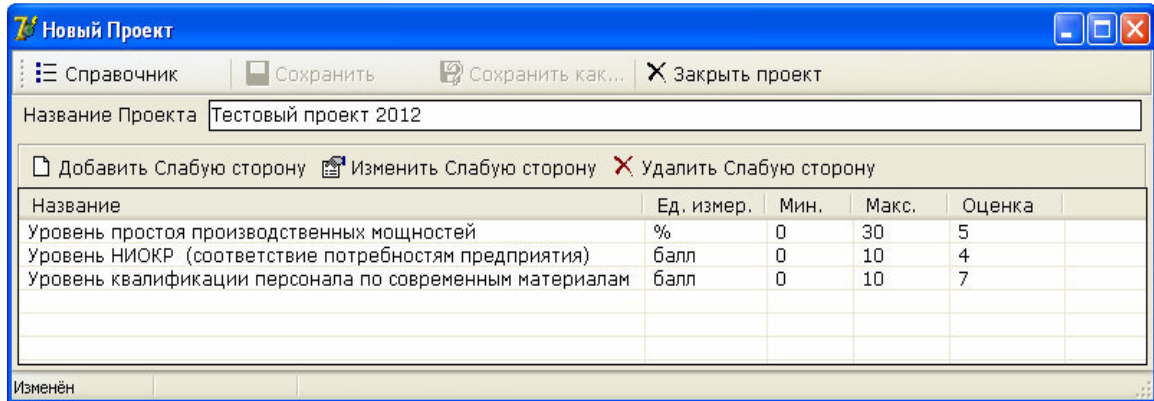 Новый Проект
Справочник Сохранить Сохранить как... Закрыть проект
Название Проекта Тестовый проект 2012
Добавить Слабую сторону Изменить Слабую сторону Удалить Слабую сторону
Название Ед. измер. Мин. Макс. Оценка
Уровень простоя производственных мощностей % 0 30 5
Уровень НИОКР (соответствие потребностям предприятия) балл 0 10 4
Уровень квалификации персонала по современным материалам балл 0 10 7
Изменён